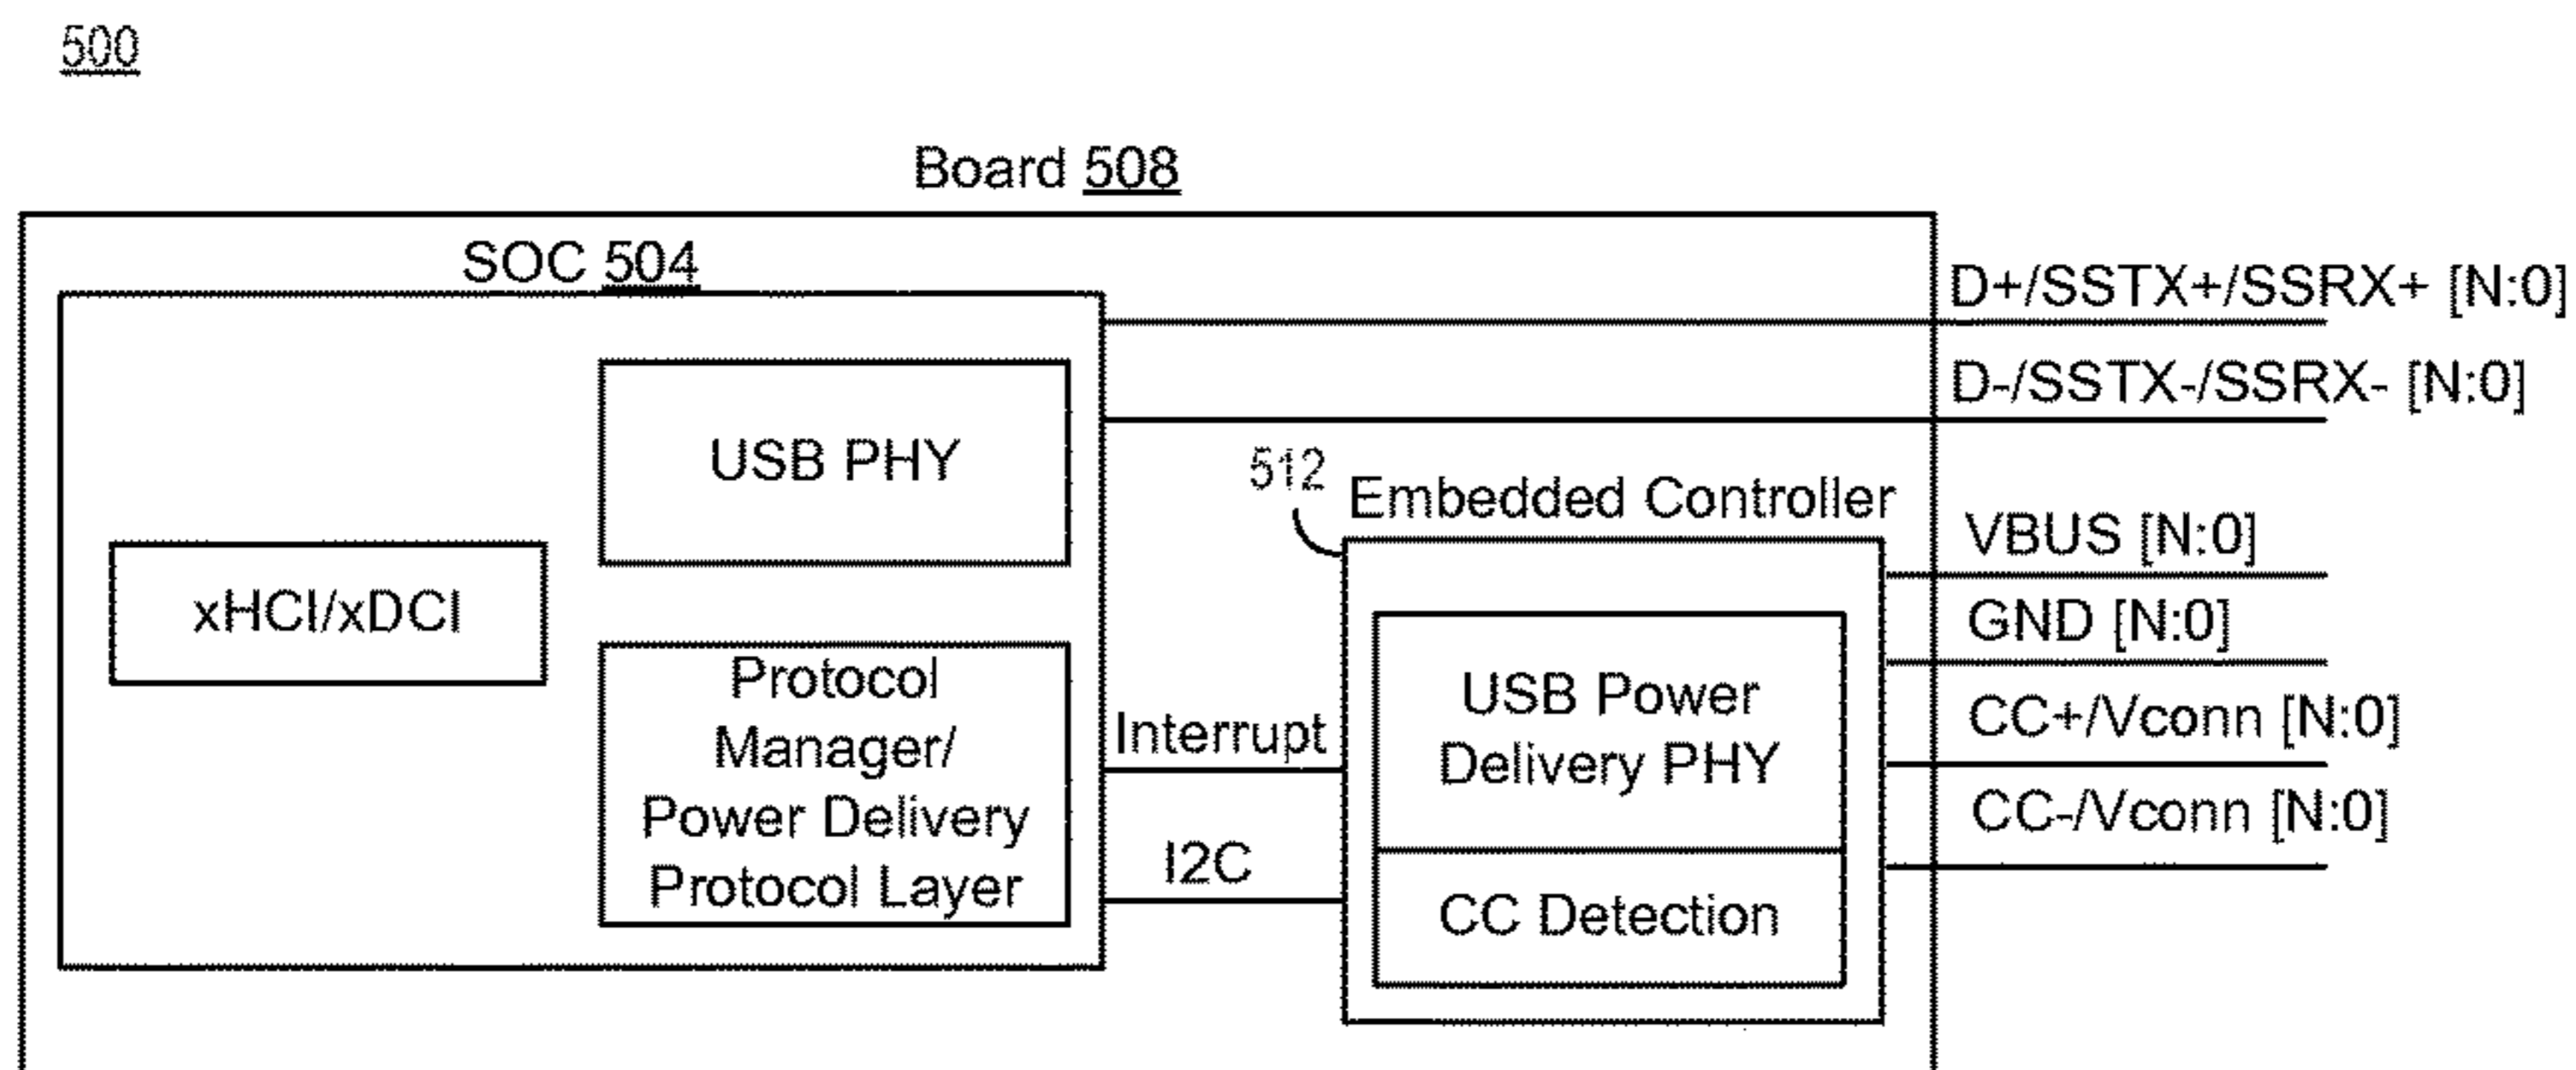 500
Board 508
SOC 504
D+/SSTX+/SSRX+ [N:0]
D-/SSTX-/SSRX- [N:0]
USB PHY
512
Embedded Controller
VBUS [N:0]
xHCI/xDCI
GND [N:0]
Protocol
Manager/
Power Delivery
Protocol Layer
Interrupt
I2C
USB Power
Delivery PHY
CC Detection
CC+/Vconn [N:0]
CC-/Vconn [N:0]